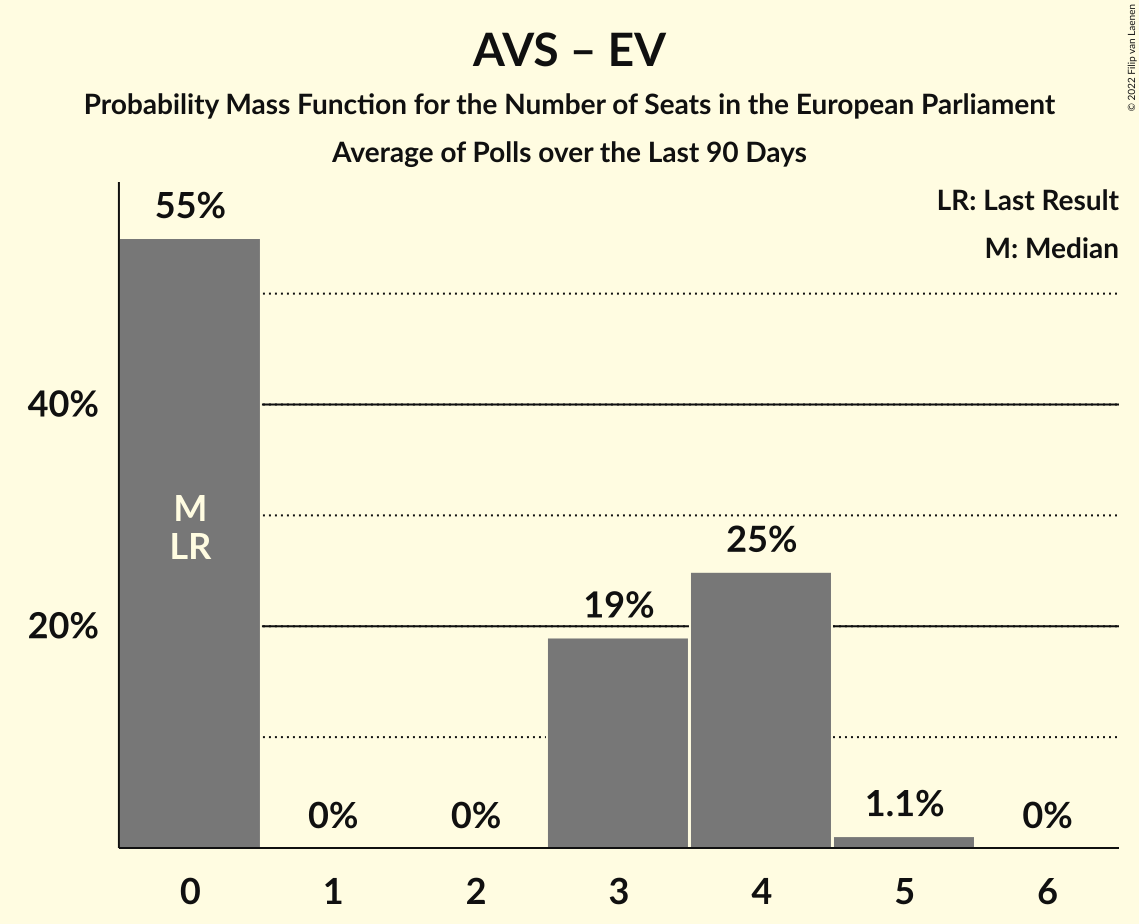 AVS – EV
Probability Mass Function for the Number of Seats in the European Parliament
Average of Polls over the Last 90 Days
© 2022 Filip van Laenen
LR: Last Result
M: Median
55%
40%
M
LR
25%
19%
20%
1.1%
0%
0%
0%
0
1
2
3
4
5
6